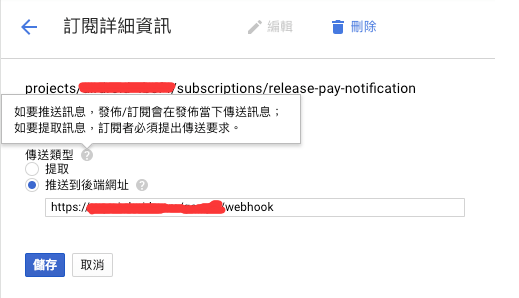 訂閱詳細資訊
編輯
刪除
projects/ /subscriptions/release-pay-notification
如要推送訊息，發佈/訂閱會在發佈當下傳送訊息；
如要提取訊息，訂閱者必須提出傳送要求。
傳送類型
提取
推送到後端網址
https:/ /webhook
儲存
取消